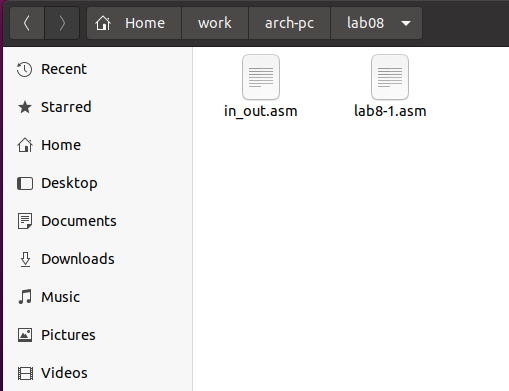 Home work arch-pc lab08
Recent
Starred
Home
Desktop
Documents
Downloads
Music
Pictures
Videos
in_out.asm lab8-1.asm